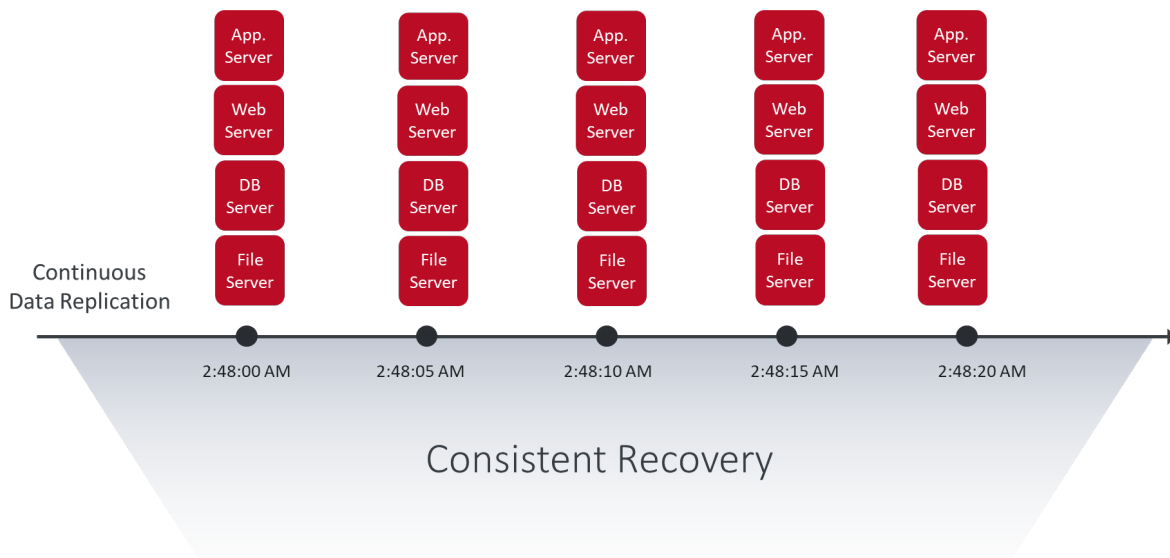 App.
Server
App.
Server
App.
Server
App.
Server
App.
Server
Web
Server
Web
Server
Web
Server
Web
Server
Web
Server
DB
Server
DB
Server
DB
Server
DB
Server
DB
Server
File
Server
File
Server
File
Server
File
Server
File
Server
Continuous
Data Replication
2:48:00 AM
2:48:05 AM
2:48:10 AM
2:48:15 AM
2:48:20 AM
Consistent Recovery